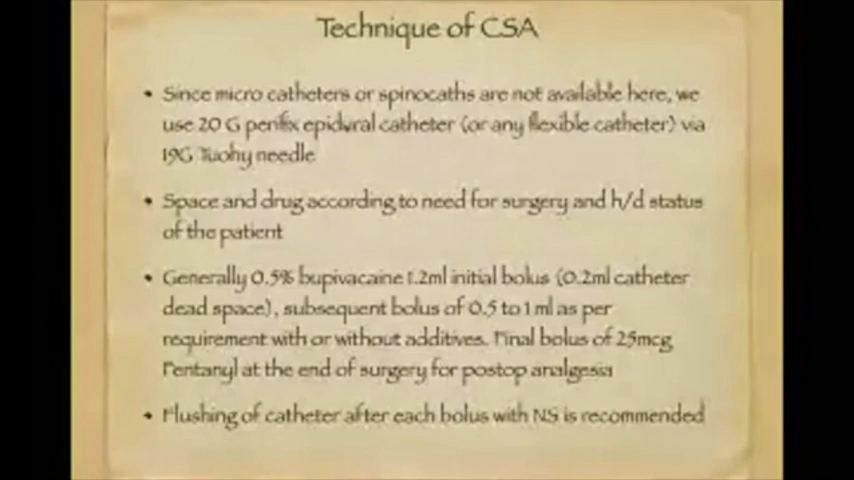 Technique of CSA
• Since micro catheters or spinocaths are not available here, we
use 20 G perifix epidural catheter (or any flexible catheter) via
19G Tuohy needle
• Space and drug according to need for surgery and h/d status
of the patient
• Generally 0.5% bupivacaine 1.2ml initial bolus (0.2ml catheter
dead space), subsequent bolus of 0.5 to 1 ml as per
requirement with or without additives. Final bolus of 25mcg
Fentanyl at the end of surgery for postop analgesia
• Flushing of catheter after each bolus with NS is recommended